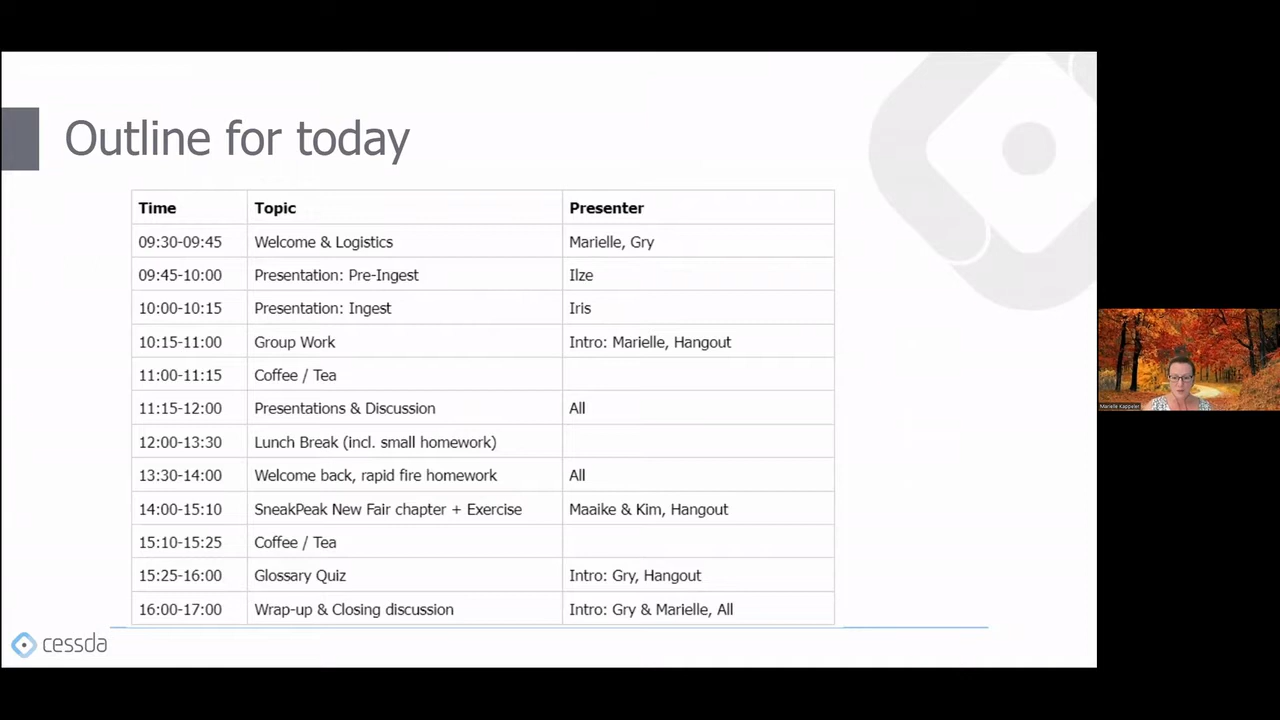 Outline for today
Time Topic Presenter
09:30-09:45 Welcome & Logistics Marielle, Gry
09:45-10:00 Presentation: Pre-Ingest Ilze
10:00-10:15 Presentation: Ingest Iris
10:15-11:00 Group Work Intro: Marielle, Hangout
11:00-11:15 Coffee / Tea
11:15-12:00 Presentations & Discussion All
12:00-13:30 Lunch Break (incl. small homework)
13:30-14:00 Welcome back, rapid fire homework All
14:00-15:10 SneakPeak New Fair chapter + Exercise Maaike & Kim, Hangout
15:10-15:25 Coffee / Tea
15:25-16:00 Glossary Quiz Intro: Gry, Hangout
16:00-17:00 Wrap-up & Closing discussion Intro: Gry & Marielle, All
cessda
Marielle Kappeler